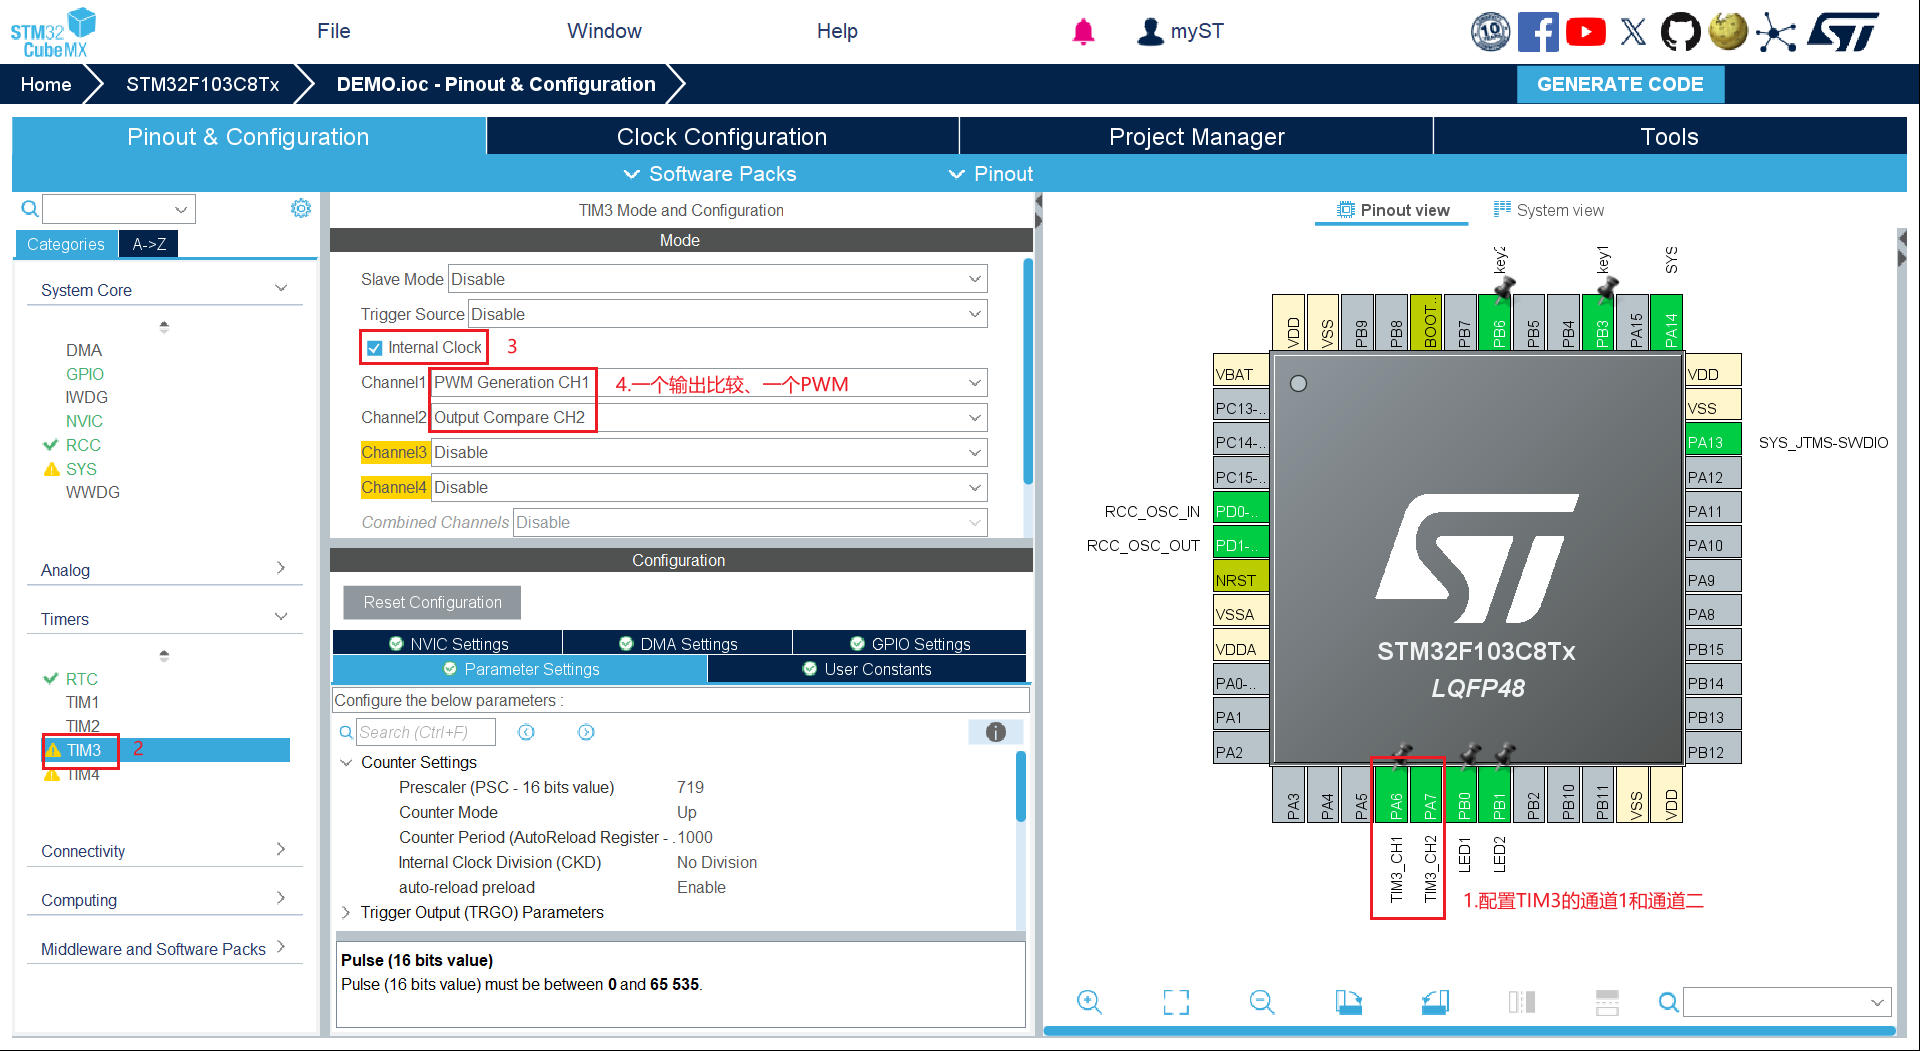 STM32
CubeMX
File
Window
Help
myST
10
Home
STM32F103C8Tx
DEMO.ioc - Pinout & Configuration
GENERATE CODE
Pinout & Configuration
Clock Configuration
Project Manager
Tools
Software Packs
Pinout
Categories
A->Z
System Core
DMA
GPIO
IWDG
NVIC
RCC
SYS
WWDG
Analog
Timers
RTC
TIM1
TIM2
TIM3
2
TIM4
Connectivity
Computing
Middleware and Software Packs
TIM3 Mode and Configuration
Mode
Slave Mode Disable
Trigger Source Disable
Internal Clock
3
Channel1 PWM Generation CH1
4.一个输出比较、一个PWM
Channel2 Output Compare CH2
Channel3 Disable
Channel4 Disable
Combined Channels Disable
Configuration
Reset Configuration
NVIC Settings
DMA Settings
GPIO Settings
Parameter Settings
User Constants
Configure the below parameters :
Search (Ctrl+F)
Counter Settings
Prescaler (PSC - 16 bits value) 719
Counter Mode Up
Counter Period (AutoReload Register - . 1000
Internal Clock Division (CKD) No Division
auto-reload preload Enable
Trigger Output (TRGO) Parameters
Pulse (16 bits value)
Pulse (16 bits value) must be between 0 and 65 535.
Pinout view
System view
key2
key1
SYS
VDD
VSS
PB9
PB8
BOOT..
PB7
PB6
PB5
PB4
PB3
PA15
PA14
VBAT
PC13-..
PC14-..
PC15-..
RCC_OSC_IN
PD0-..
RCC_OSC_OUT
PD1-..
NRST
VSSA
VDDA
PA0-..
PA1
PA2
STM32F103C8Tx
LQFP48
VDD
VSS
PA13
SYS_JTMS-SWDIO
PA12
PA11
PA10
PA9
PA8
PB15
PB14
PB13
PB12
PA3
PA4
PA5
PA6
PA7
PB0
PB1
PB2
PB10
PB11
VSS
VDD
TIM3_CH1
TIM3_CH2
LED1
LED2
1.配置TIM3的通道1和通道二